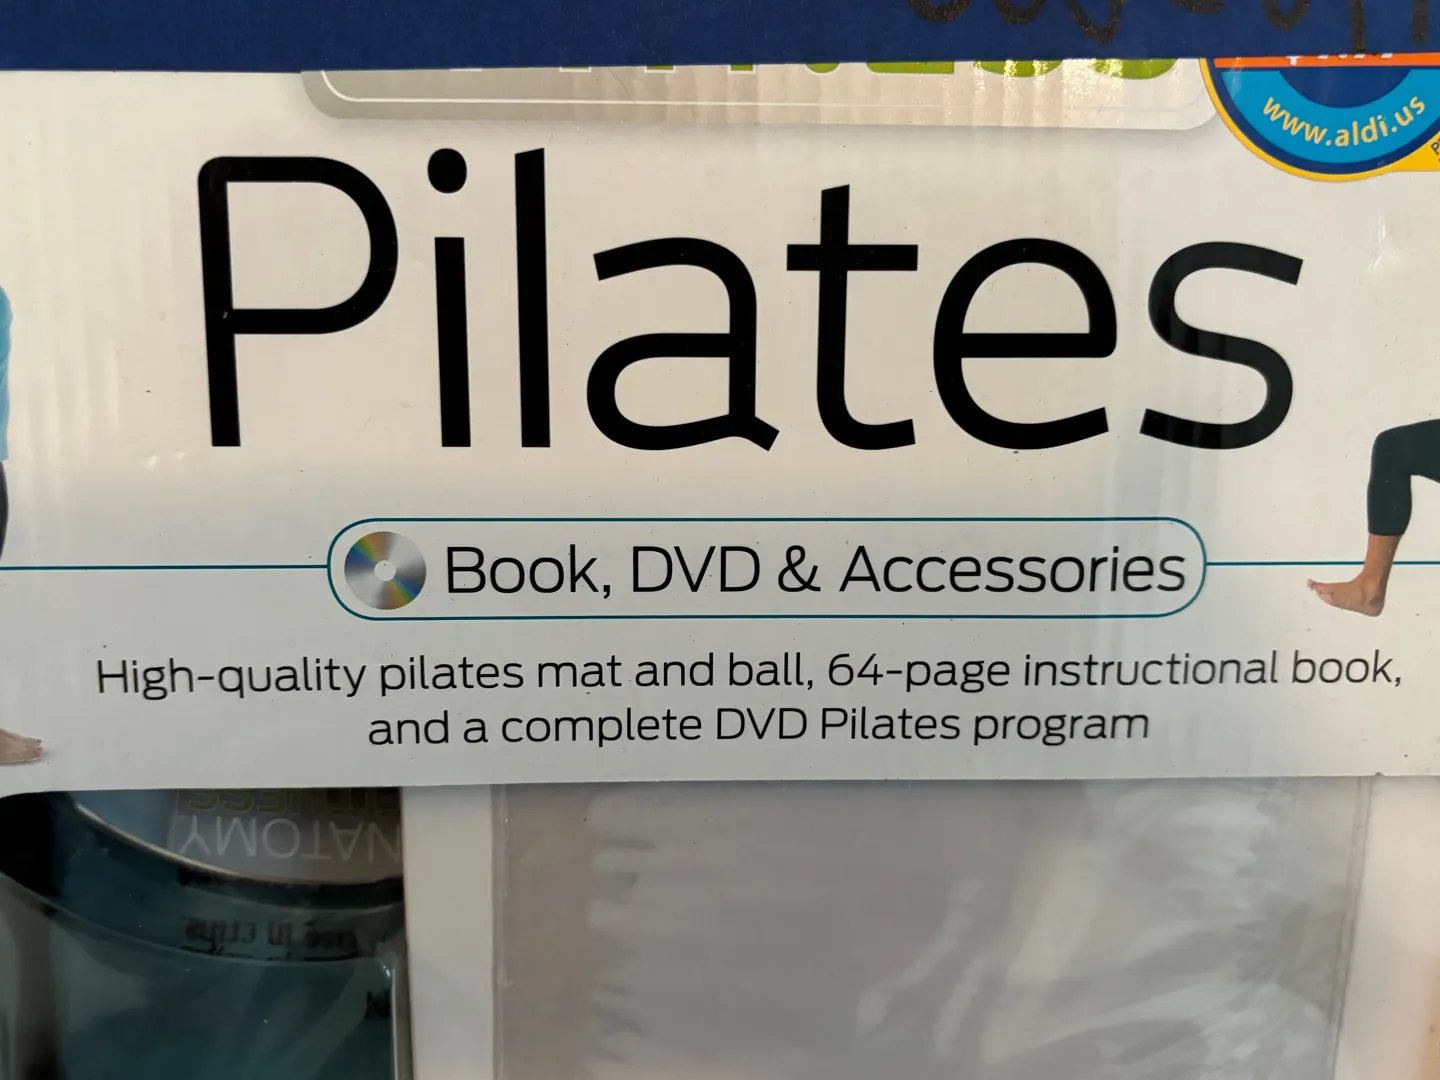 www.aldi.us
Pilates
Book, DVD & Accessories
High-quality pilates mat and ball, 64-page instructional book,
and a complete DVD Pilates program